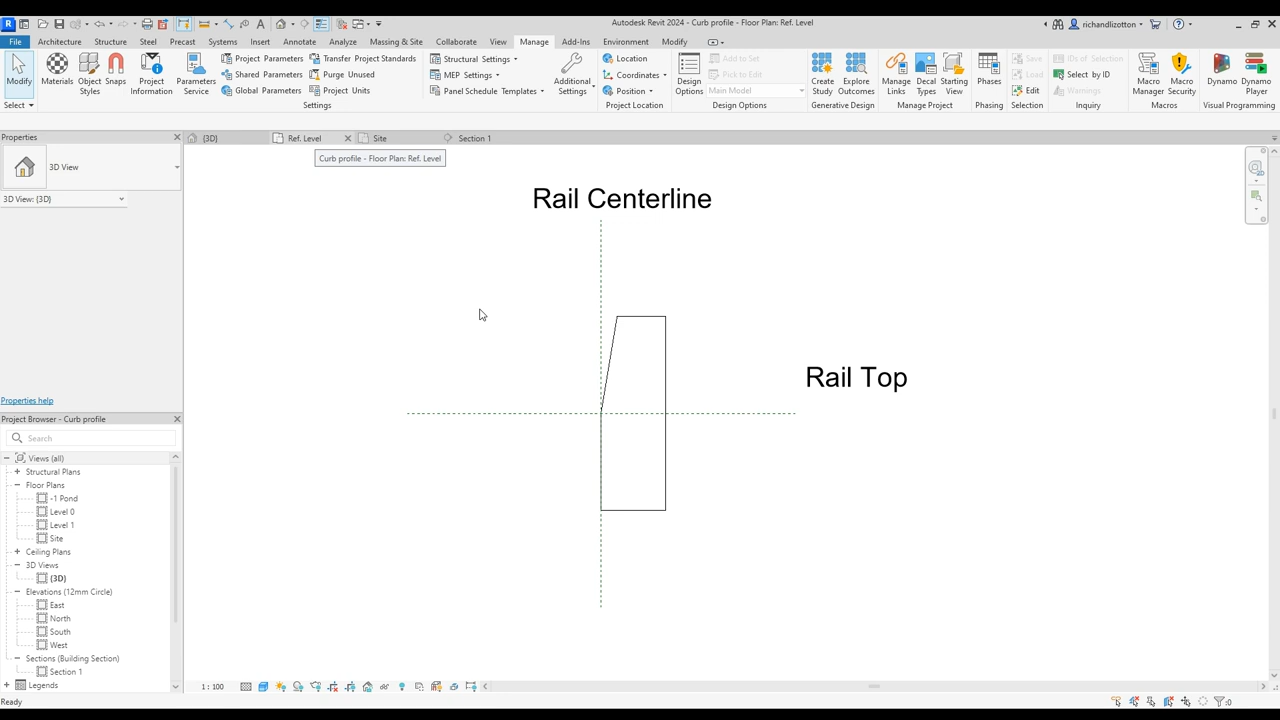 Autodesk Revit 2024 - Curb profile - Floor Plan: Ref. Level
richandlizotton
File Architecture Structure Steel Precast Systems Insert Annotate Analyze Massing & Site Collaborate View Manage Add-Ins Environment Modify
Modify
Materials
Object Styles
Snaps
Project Information
Parameters Service
Project Parameters
Shared Parameters
Global Parameters
Transfer Project Standards
Purge Unused
Project Units
Structural Settings
MEP Settings
Panel Schedule Templates
Additional Settings
Location
Coordinates
Position
Design Options
Add to Set
Pick to Edit
Main Model
Create Study
Explore Outcomes
Manage Links
Decal Types
Starting View
Phases
Save
Load
Edit
IDs of Selection
Select by ID
Warnings
Macro Manager
Macro Security
Dynamo
Dynamo Player
Select Settings Project Location Design Options Generative Design Manage Project Phasing Selection Inquiry Macros Visual Programming
Properties
{3D} Ref. Level Site Section 1
Curb profile - Floor Plan: Ref. Level
3D View
3D View: {3D}
Rail Centerline
Rail Top
Properties help
Project Browser - Curb profile
Search
Views (all)
Structural Plans
Floor Plans
-1 Pond
Level 0
Level 1
Site
Ceiling Plans
3D Views
{3D}
Elevations (12mm Circle)
East
North
South
West
Sections (Building Section)
Section 1
Legends
1 : 100
Ready
:0